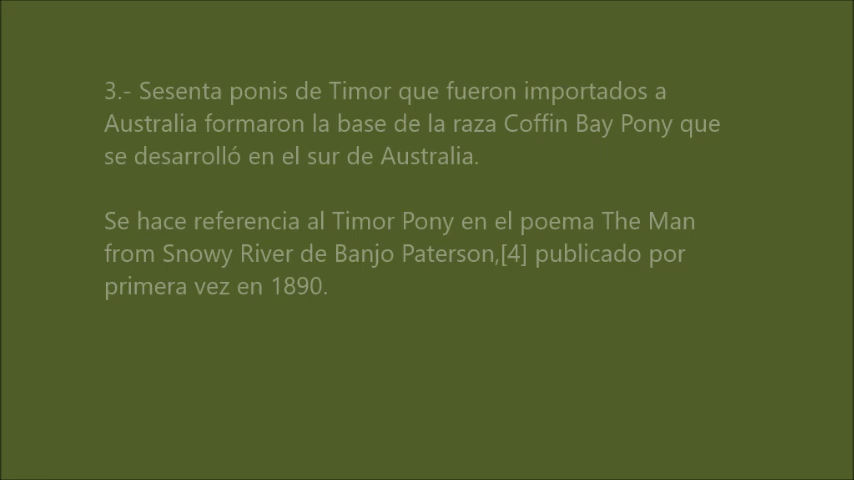 3.- Sesenta ponis de Timor que fueron importados a
Australia formaron la base de la raza Coffin Bay Pony que
se desarrolló en el sur de Australia.
Se hace referencia al Timor Pony en el poema The Man
from Snowy River de Banjo Paterson,[4] publicado por
primera vez en 1890.